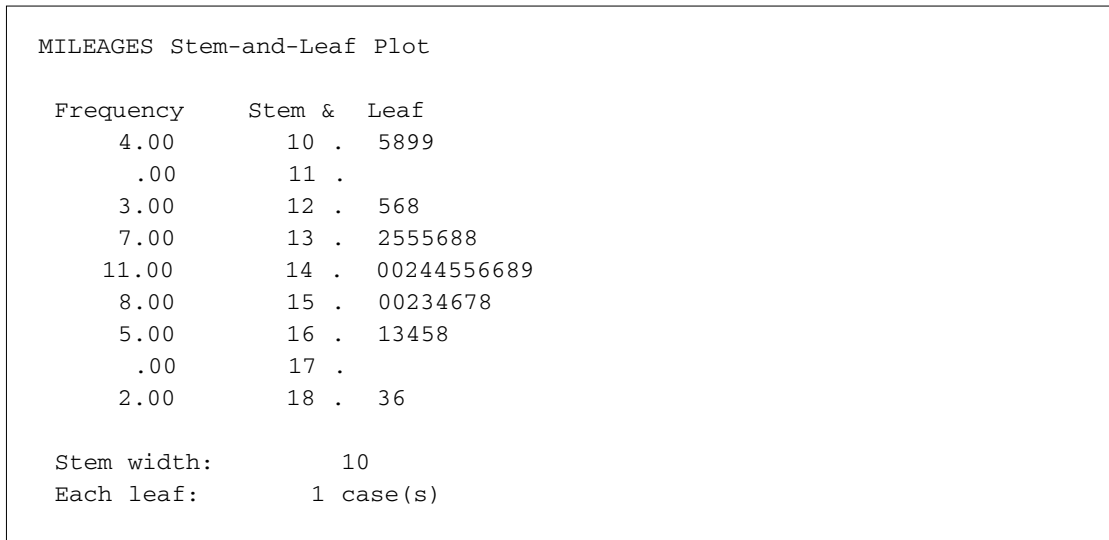 MILEAGES Stem-and-Leaf Plot
Frequency Stem & Leaf
4.00 10 . 5899
.00 11 .
3.00 12 . 568
7.00 13 . 2555688
11.00 14 . 00244556689
8.00 15 . 00234678
5.00 16 . 13458
.00 17 .
2.00 18 . 36
Stem width: 10
Each leaf: 1 case(s)